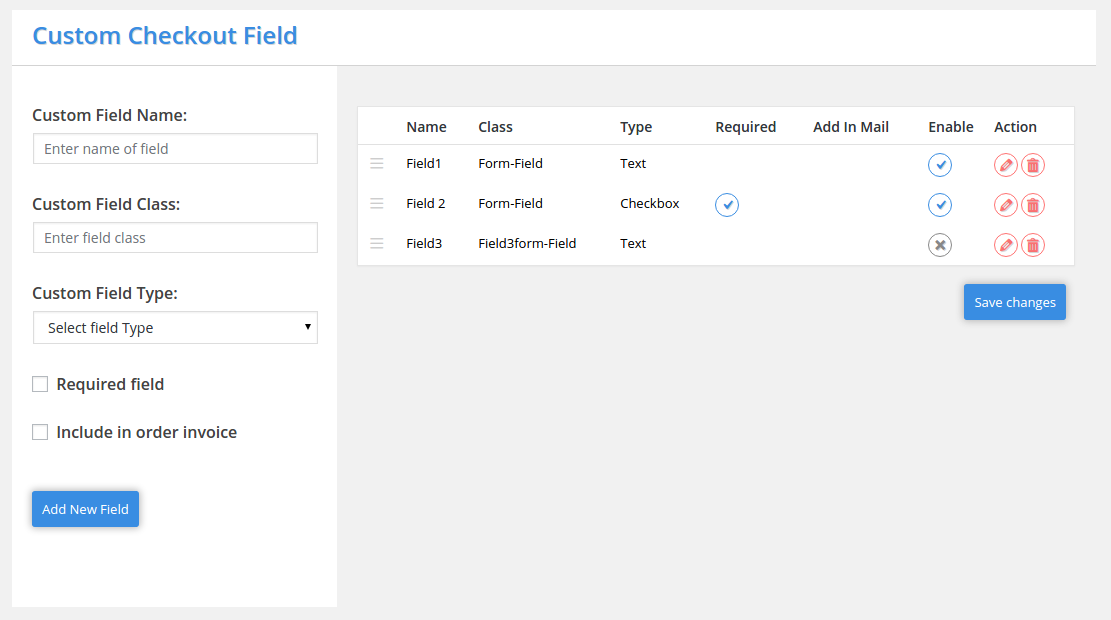 Custom Checkout Field
Custom Field Name:
Enter name of field
Custom Field Class:
Enter field class
Custom Field Type:
Select field Type
Required field
Include in order invoice
Add New Field
Name Class Type Required Add In Mail Enable Action
Field1 Form-Field Text
Field 2 Form-Field Checkbox
Field3 Field3form-Field Text
Save changes